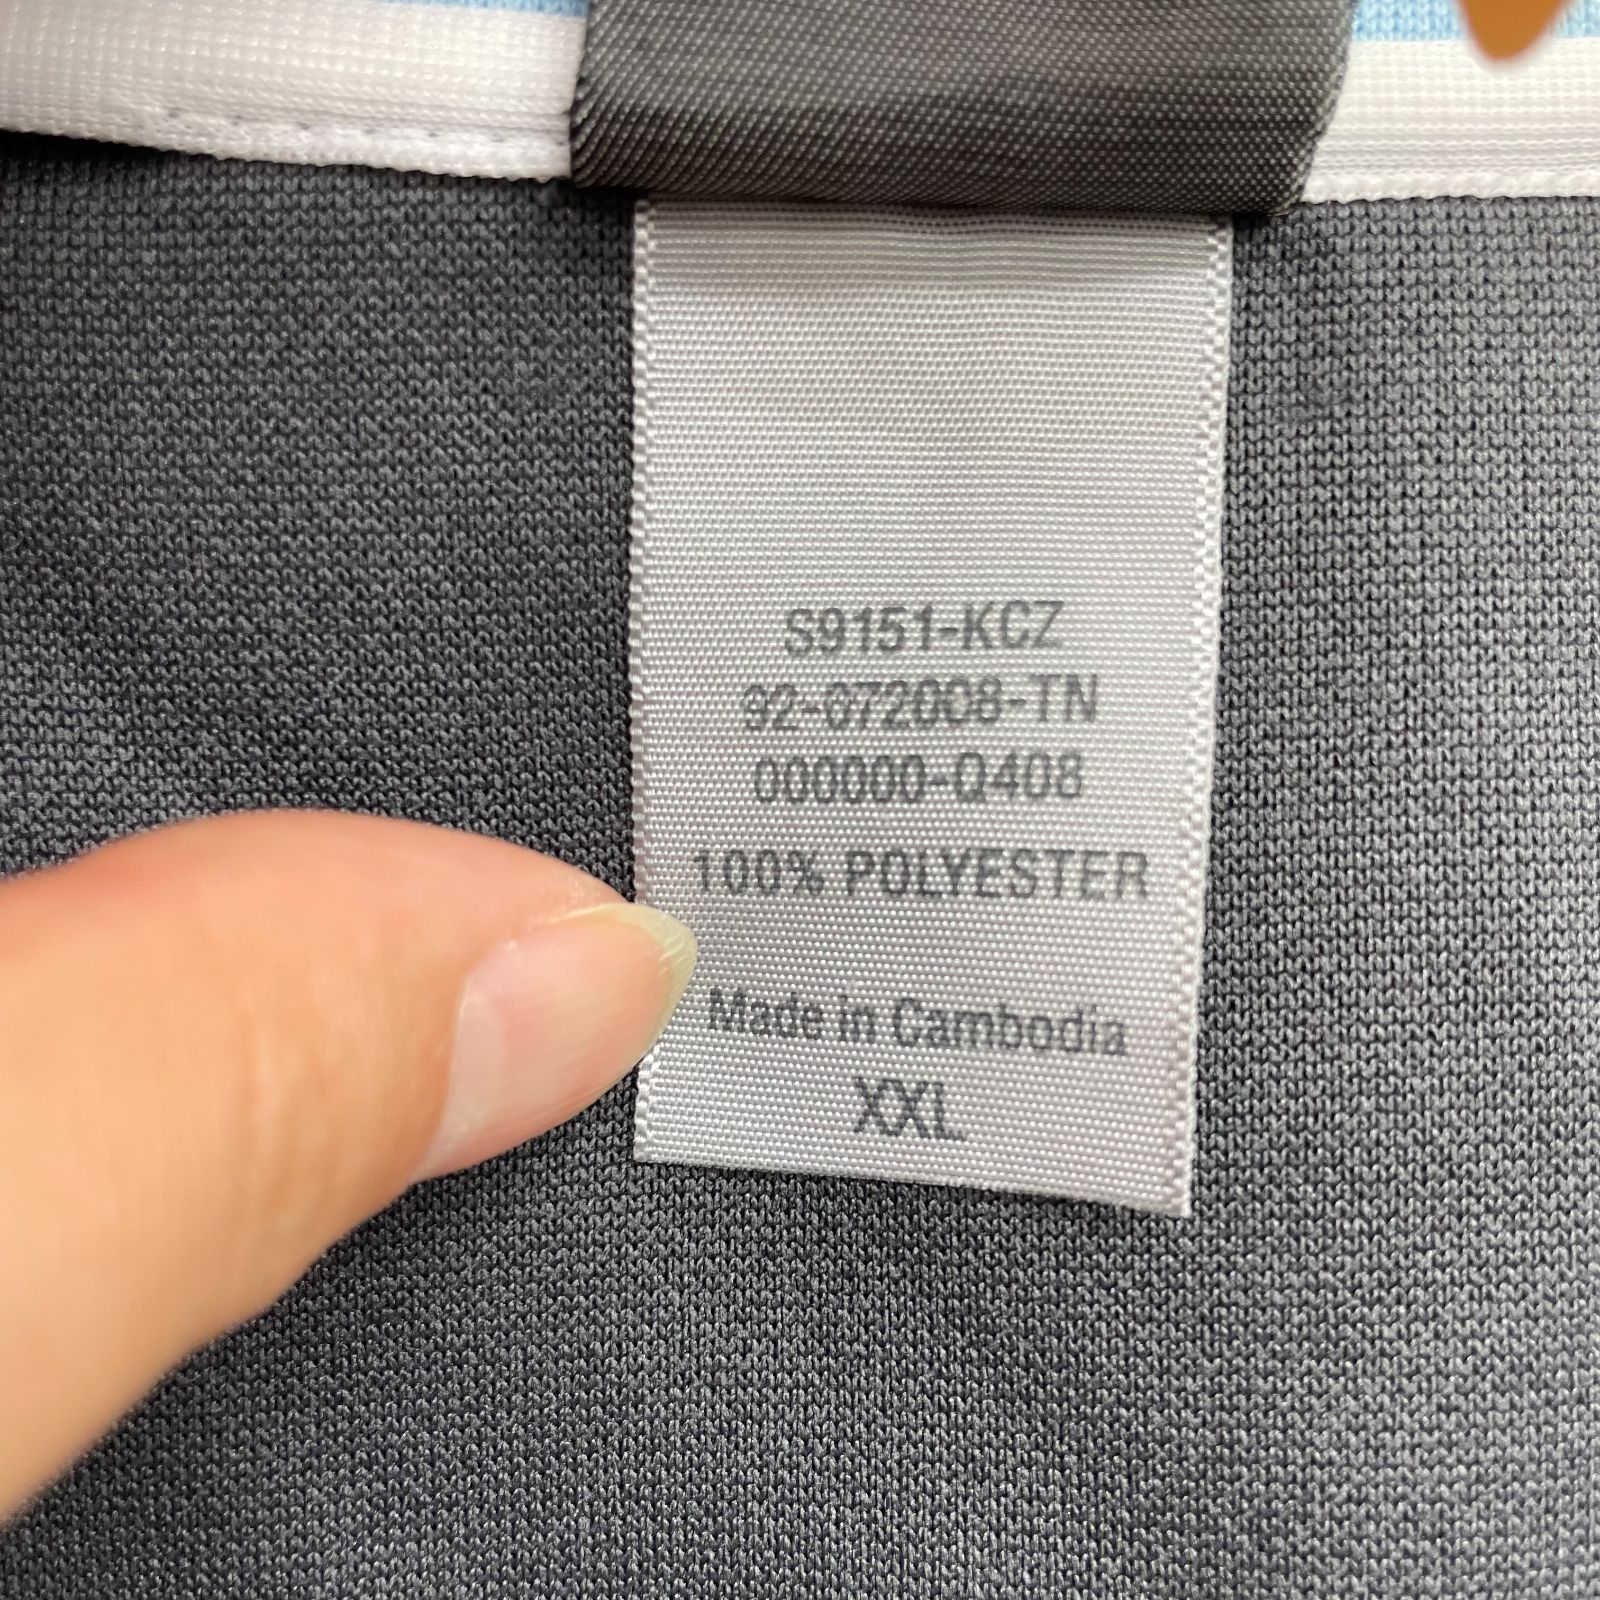 S9151-KCZ
92-072008-TN
000000-Q408
100% POLYESTER
Made in Cambodia
XXL